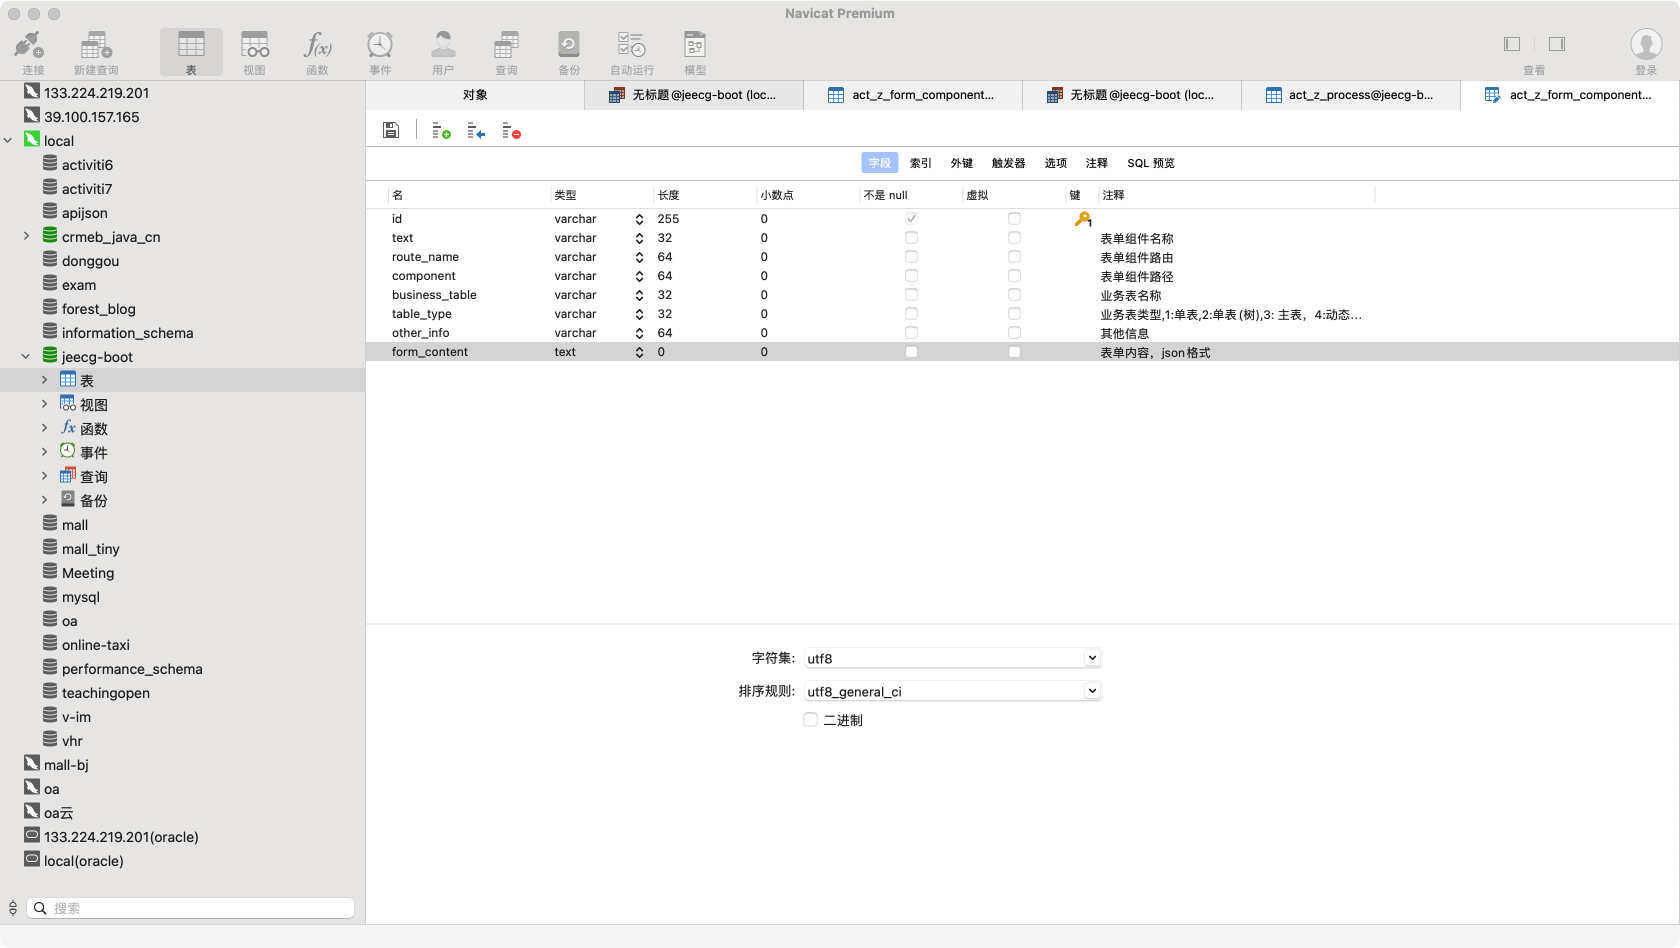 Navicat Premium
连接
新建查询
表
视图
函数
事件
用户
查询
备份
自动运行
模型
查看
登录
133.224.219.201
39.100.157.165
local
activiti6
activiti7
apijson
crmeb_java_cn
donggou
exam
forest_blog
information_schema
jeecg-boot
表
视图
函数
事件
查询
备份
mall
mall_tiny
Meeting
mysql
oa
online-taxi
performance_schema
teachingopen
v-im
vhr
mall-bj
oa
oa云
133.224.219.201(oracle)
local(oracle)
搜索
对象
无标题 @jeecg-boot (loc...
act_z_form_component...
无标题 @jeecg-boot (loc...
act_z_process@jeecg-b...
act_z_form_component...
字段 索引 外键 触发器 选项 注释 SQL 预览
名 类型 长度 小数点 不是 null 虚拟 键 注释
id varchar 255 0 1
text varchar 32 0 表单组件名称
route_name varchar 64 0 表单组件路由
component varchar 64 0 表单组件路径
business_table varchar 32 0 业务表名称
table_type varchar 32 0 业务表类型,1:单表,2:单表(树),3: 主表，4:动态...
other_info varchar 64 0 其他信息
form_content text 0 0 表单内容，json格式
字符集: utf8
排序规则: utf8_general_ci
二进制